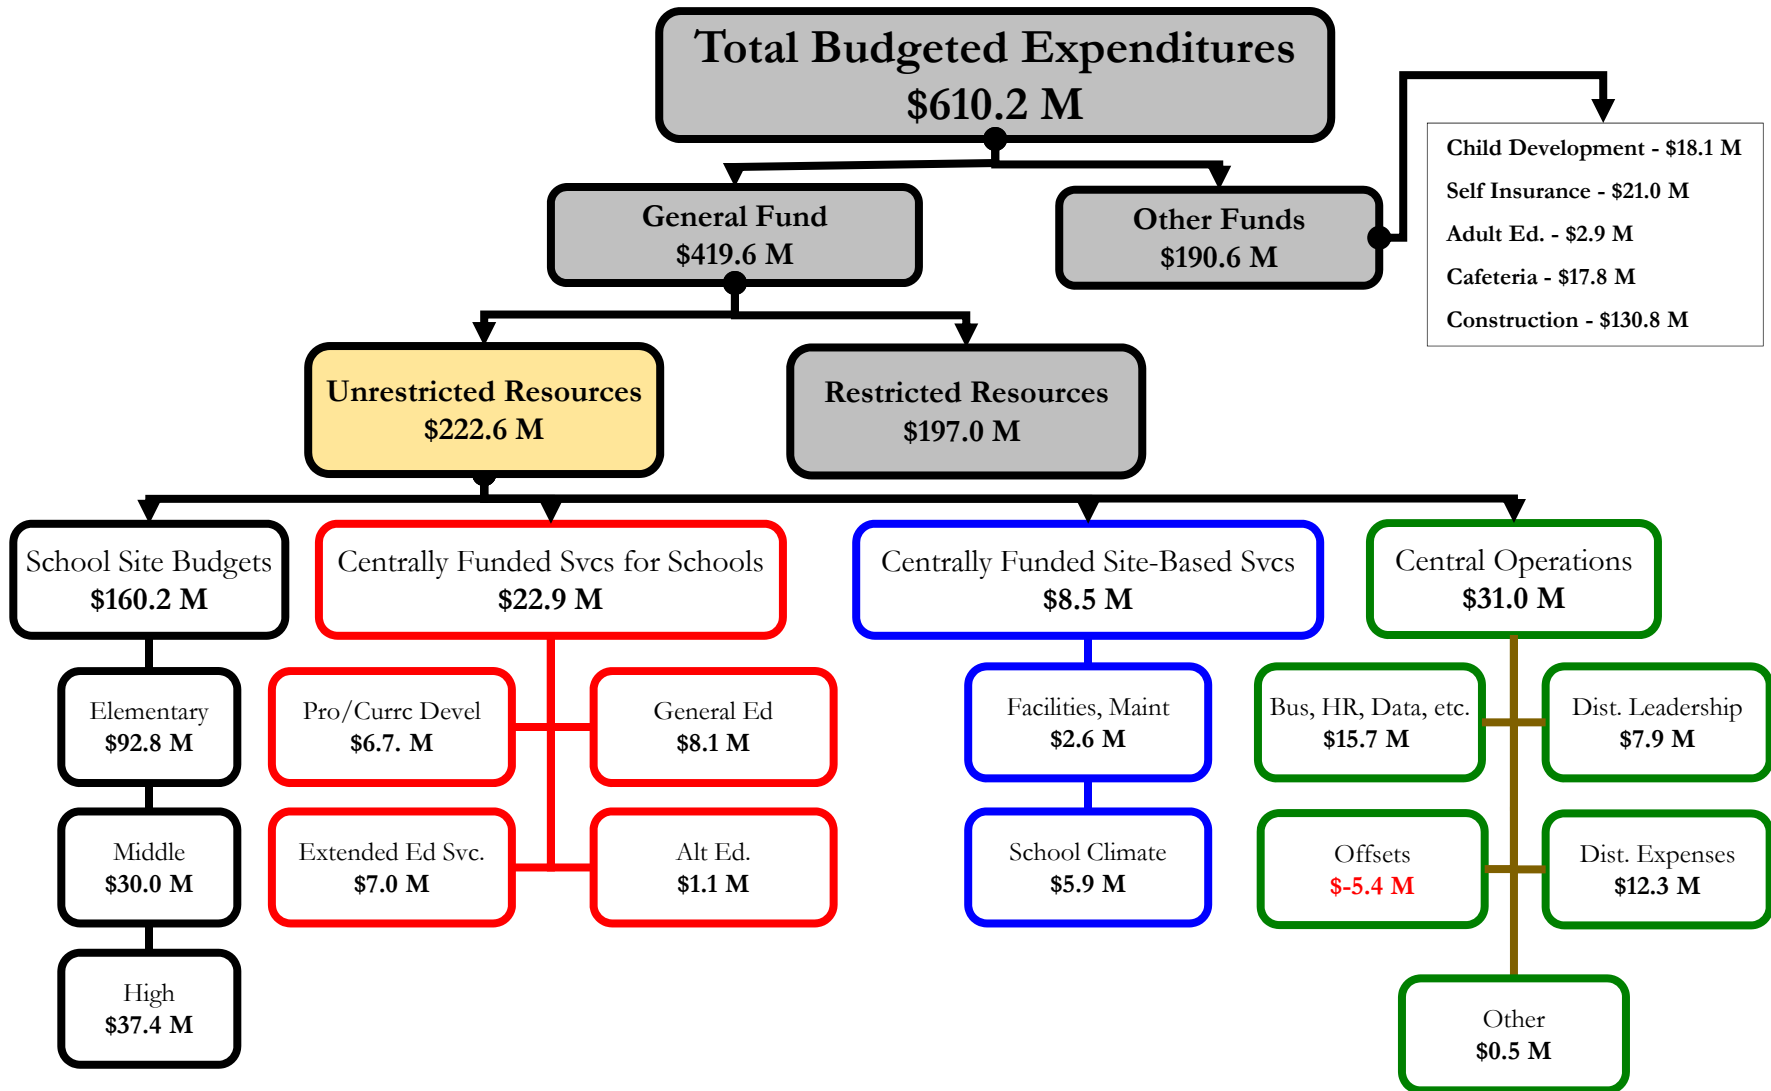 Total Budgeted Expenditures
$610.2 M
Child Development - $18.1 M
Self Insurance - $21.0 M
Adult Ed. - $2.9 M
Cafeteria - $17.8 M
Construction - $130.8 M
General Fund
$419.6 M
Other Funds
$190.6 M
Unrestricted Resources
$222.6 M
Restricted Resources
$197.0 M
School Site Budgets
$160.2 M
Centrally Funded Svcs for Schools
$22.9 M
Centrally Funded Site-Based Svcs
$8.5 M
Central Operations
$31.0 M
Elementary
$92.8 M
Pro/Currc Devel
$6.7. M
General Ed
$8.1 M
Facilities, Maint
$2.6 M
Bus, HR, Data, etc.
$15.7 M
Dist. Leadership
$7.9 M
Middle
$30.0 M
Extended Ed Svc.
$7.0 M
Alt Ed.
$1.1 M
School Climate
$5.9 M
Offsets
$-5.4 M
Dist. Expenses
$12.3 M
High
$37.4 M
Other
$0.5 M